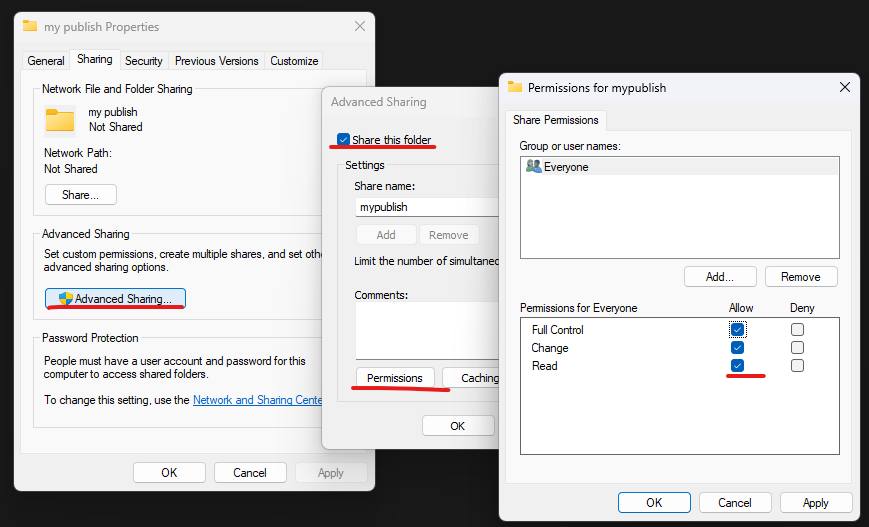 my publish Properties
General Sharing Security Previous Versions Customize
Network File and Folder Sharing
my publish
Not Shared
Network Path:
Not Shared
Share...
Advanced Sharing
Set custom permissions, create multiple shares, and set othe
advanced sharing options.
Advanced Sharing...
Password Protection
People must have a user account and password for this
computer to access shared folders.
To change this setting, use the Network and Sharing Cente
OK Cancel Apply
Advanced Sharing
Share this folder
Settings
Share name:
mypublish
Add Remove
Limit the number of simultaneo
Comments:
Permissions Caching
OK
Permissions for mypublish
Share Permissions
Group or user names:
Everyone
Add... Remove
Permissions for Everyone Allow Deny
Full Control
Change
Read
OK Cancel Apply